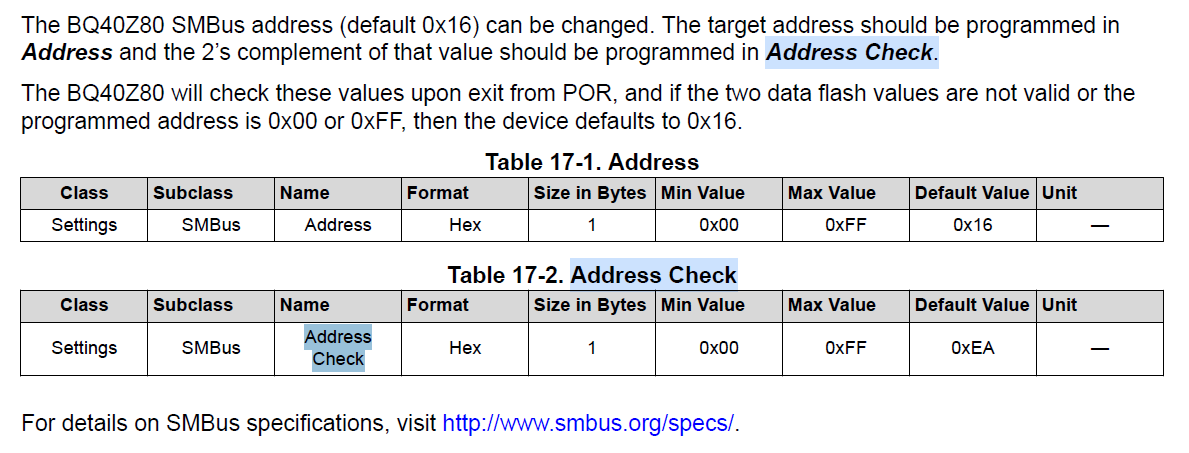 The BQ40Z80 SMBus address (default 0x16) can be changed. The target address should be programmed in
Address and the 2’s complement of that value should be programmed in Address Check.
The BQ40Z80 will check these values upon exit from POR, and if the two data flash values are not valid or the
programmed address is 0x00 or 0xFF, then the device defaults to 0x16.
Table 17-1. Address
Class Subclass Name Format Size in Bytes Min Value Max Value Default Value Unit
Settings SMBus Address Hex 1 0x00 0xFF 0x16 —
Table 17-2. Address Check
Class Subclass Name Format Size in Bytes Min Value Max Value Default Value Unit
Settings SMBus Address Check Hex 1 0x00 0xFF 0xEA —
For details on SMBus specifications, visit http://www.smbus.org/specs/.